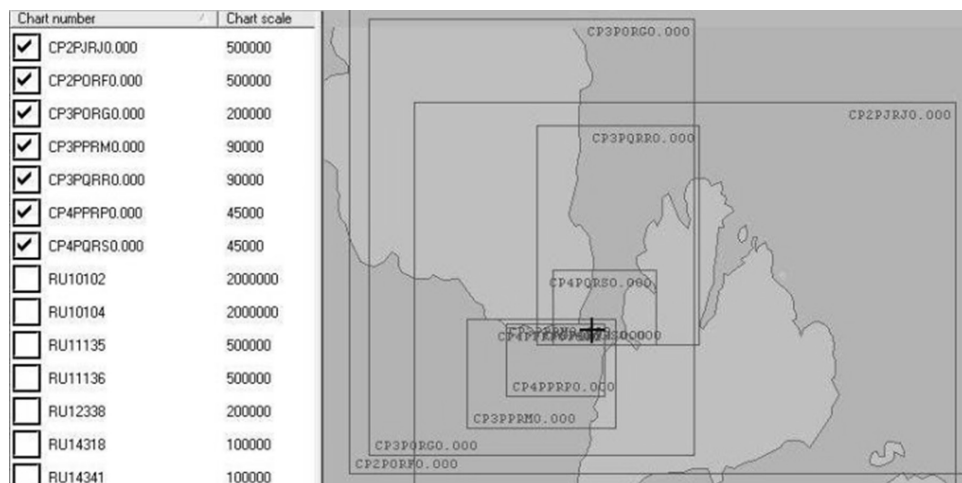 Chart number Chart scale
CP2PJRJ0.000 500000
CP2PORF0.000 500000
CP3PORG0.000 200000
CP3PPRM0.000 90000
CP3PQRR0.000 90000
CP4PPRP0.000 45000
CP4PQRS0.000 45000
RU10102 2000000
RU10104 2000000
RU11135 500000
RU11136 500000
RU12338 200000
RU14318 100000
RU14341 100000
CP3PORG0.000
CP2PJRJ0.000
CP3PQRR0.000
CP4PQRS0.000
CP4PPRP0.000
CP3PPRM0.000
CP3PORG0.000
CP2PORF0.000